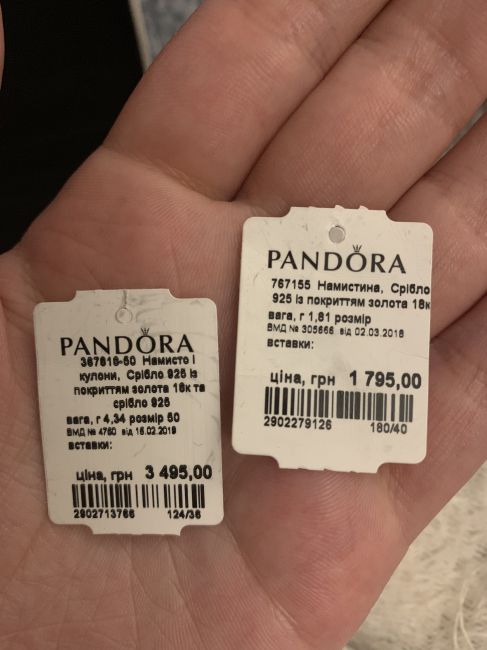 PANDORA
367816-50 Намисто і
кулони, Срібло 925 із
покриттям золота 18к та
срібло 925
вага, г 4,34 розмір 50
ВМД № 4760 від 15.02.2018
вставки:
ціна, грн 3 495,00
2902713766 124/36
PANDORA
767155 Намистина, Срібло
925 із покриттям золота 18к
вага, г 1,81 розмір
ВМД № 305666 від 02.03.2018
вставки:
ціна, грн 1 795,00
2902279126 180/40